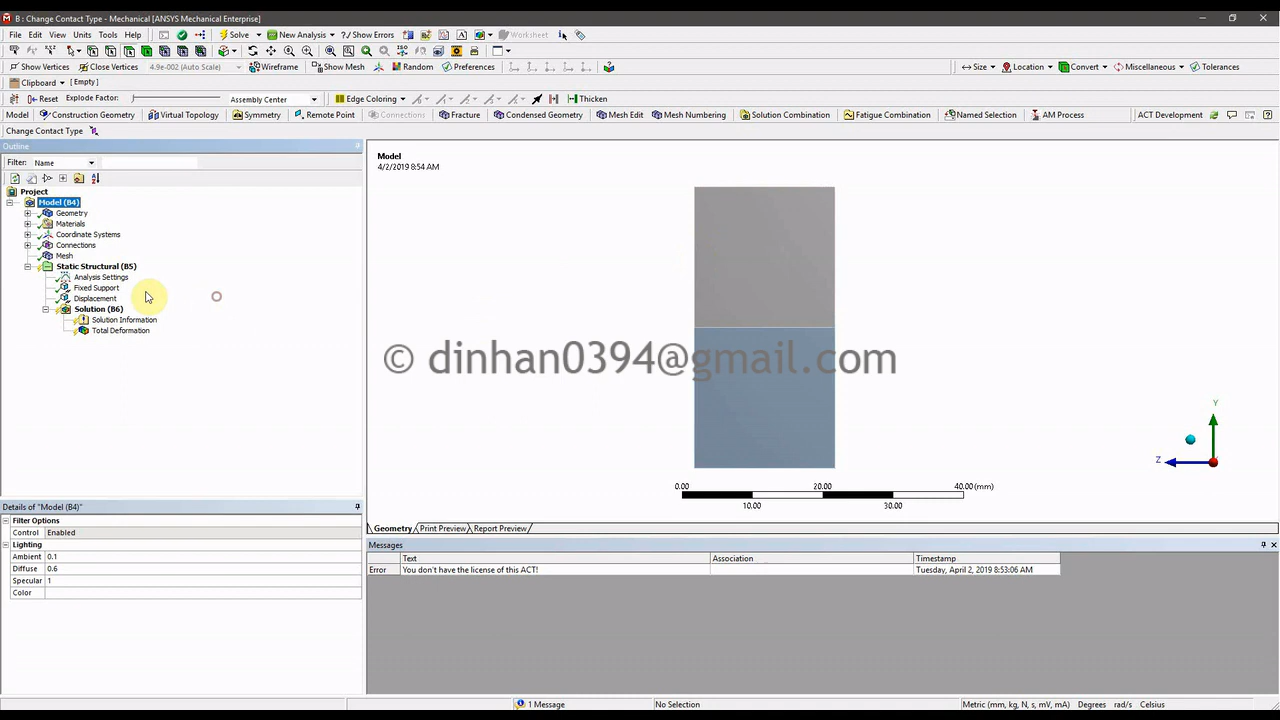 B : Change Contact Type - Mechanical [ANSYS Mechanical Enterprise]
File Edit View Units Tools Help Solve New Analysis ?/ Show Errors Worksheet
Show Vertices Close Vertices 4.9e-002 (Auto Scale) Wireframe Show Mesh Random Preferences Size Location Convert Miscellaneous Tolerances
Clipboard [ Empty ]
Reset Explode Factor: Assembly Center Edge Coloring Thicken
Model Construction Geometry Virtual Topology Symmetry Remote Point Connections Fracture Condensed Geometry Mesh Edit Mesh Numbering Solution Combination Fatigue Combination Named Selection AM Process ACT Development
Change Contact Type
Outline
Filter: Name
Project
Model (B4)
Geometry
Materials
Coordinate Systems
Connections
Mesh
Static Structural (B5)
Analysis Settings
Fixed Support
Displacement
Solution (B6)
Solution Information
Total Deformation
Model
4/2/2019 8:54 AM
© dinhan0394@gmail.com
Y
Z
0.00 20.00 40.00 (mm)
10.00 30.00
Geometry Print Preview Report Preview
Details of "Model (B4)"
Filter Options
Control Enabled
Lighting
Ambient 0.1
Diffuse 0.6
Specular 1
Color
Messages
Text Association Timestamp
Error You don't have the license of this ACT! Tuesday, April 2, 2019 8:53:06 AM
1 Message No Selection Metric (mm, kg, N, s, mV, mA) Degrees rad/s Celsius